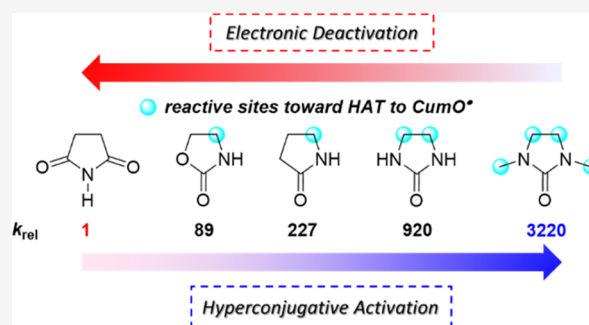 Electronic Deactivation
reactive sites toward HAT to CumO•
O N O
H
O NH
O
NH
O
HN NH
O
N N
O
krel 1 89 227 920 3220
Hyperconjugative Activation